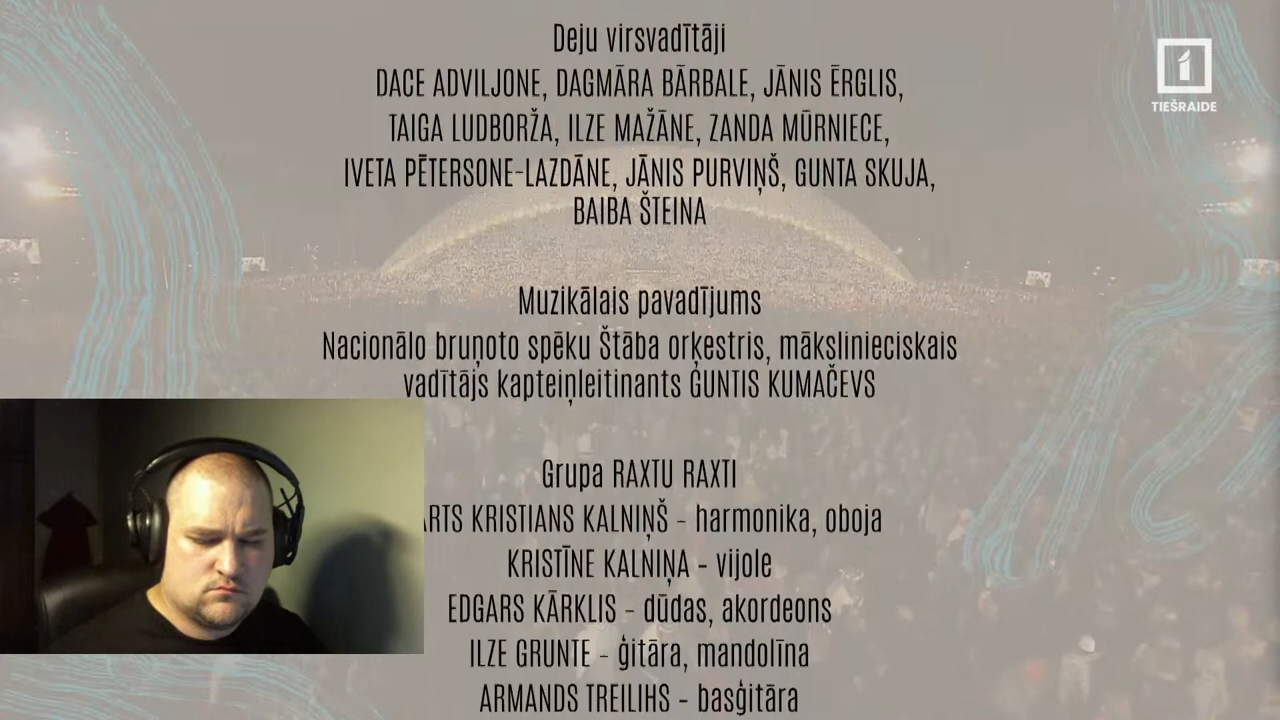 Deju virsvadītāji
DACE ADVILJONE, DAGMĀRA BĀRBALE, JĀNIS ĒRGLIS,
TAIGA LUDBORŽA, ILZE MAŽĀNE, ZANDA MŪRNIECE,
IVETA PĒTERSONE-LAZDĀNE, JĀNIS PURVIŅŠ, GUNTA SKUJA,
BAIBA ŠTEINA
1
TIEŠRAIDE
Muzikālais pavadījums
Nacionālo bruņoto spēku Štāba orķestris, mākslinieciskais
vadītājs kapteiņleitinants GUNTIS KUMAČEVS
Grupa RAXTU RAXTI
KRISTIANS KALNIŅŠ - harmonika, oboja
KRISTĪNE KALNIŅA - vijole
EDGARS KĀRKLIS - dūdas, akordeons
ILZE GRUNTE - ģitāra, mandolīna
ARMANDS TREILIHS - basģitāra